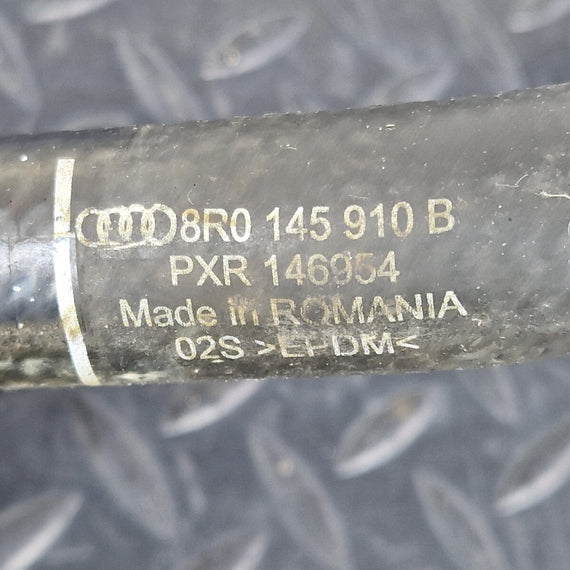 8R0 145 910 B
PXR 146954
Made in ROMANIA
02S >EPDM<